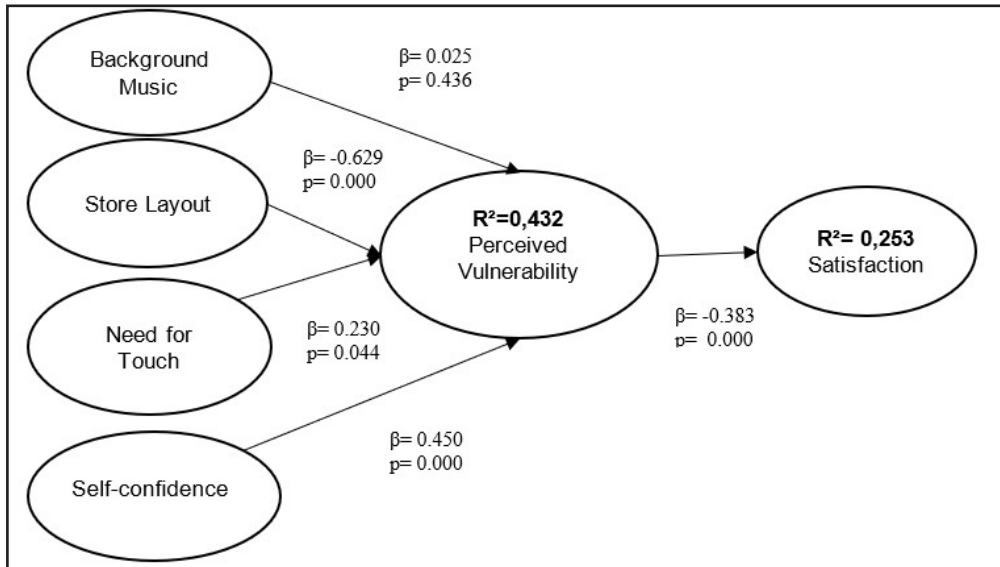 Background
Music
β= 0.025
p= 0.436
β= -0.629
p= 0.000
Store Layout
R²=0,432
Perceived
Vulnerability
R²= 0,253
Satisfaction
Need for
Touch
β= 0.230
p= 0.044
β= -0.383
p=  0.000
β= 0.450
p= 0.000
Self-confidence